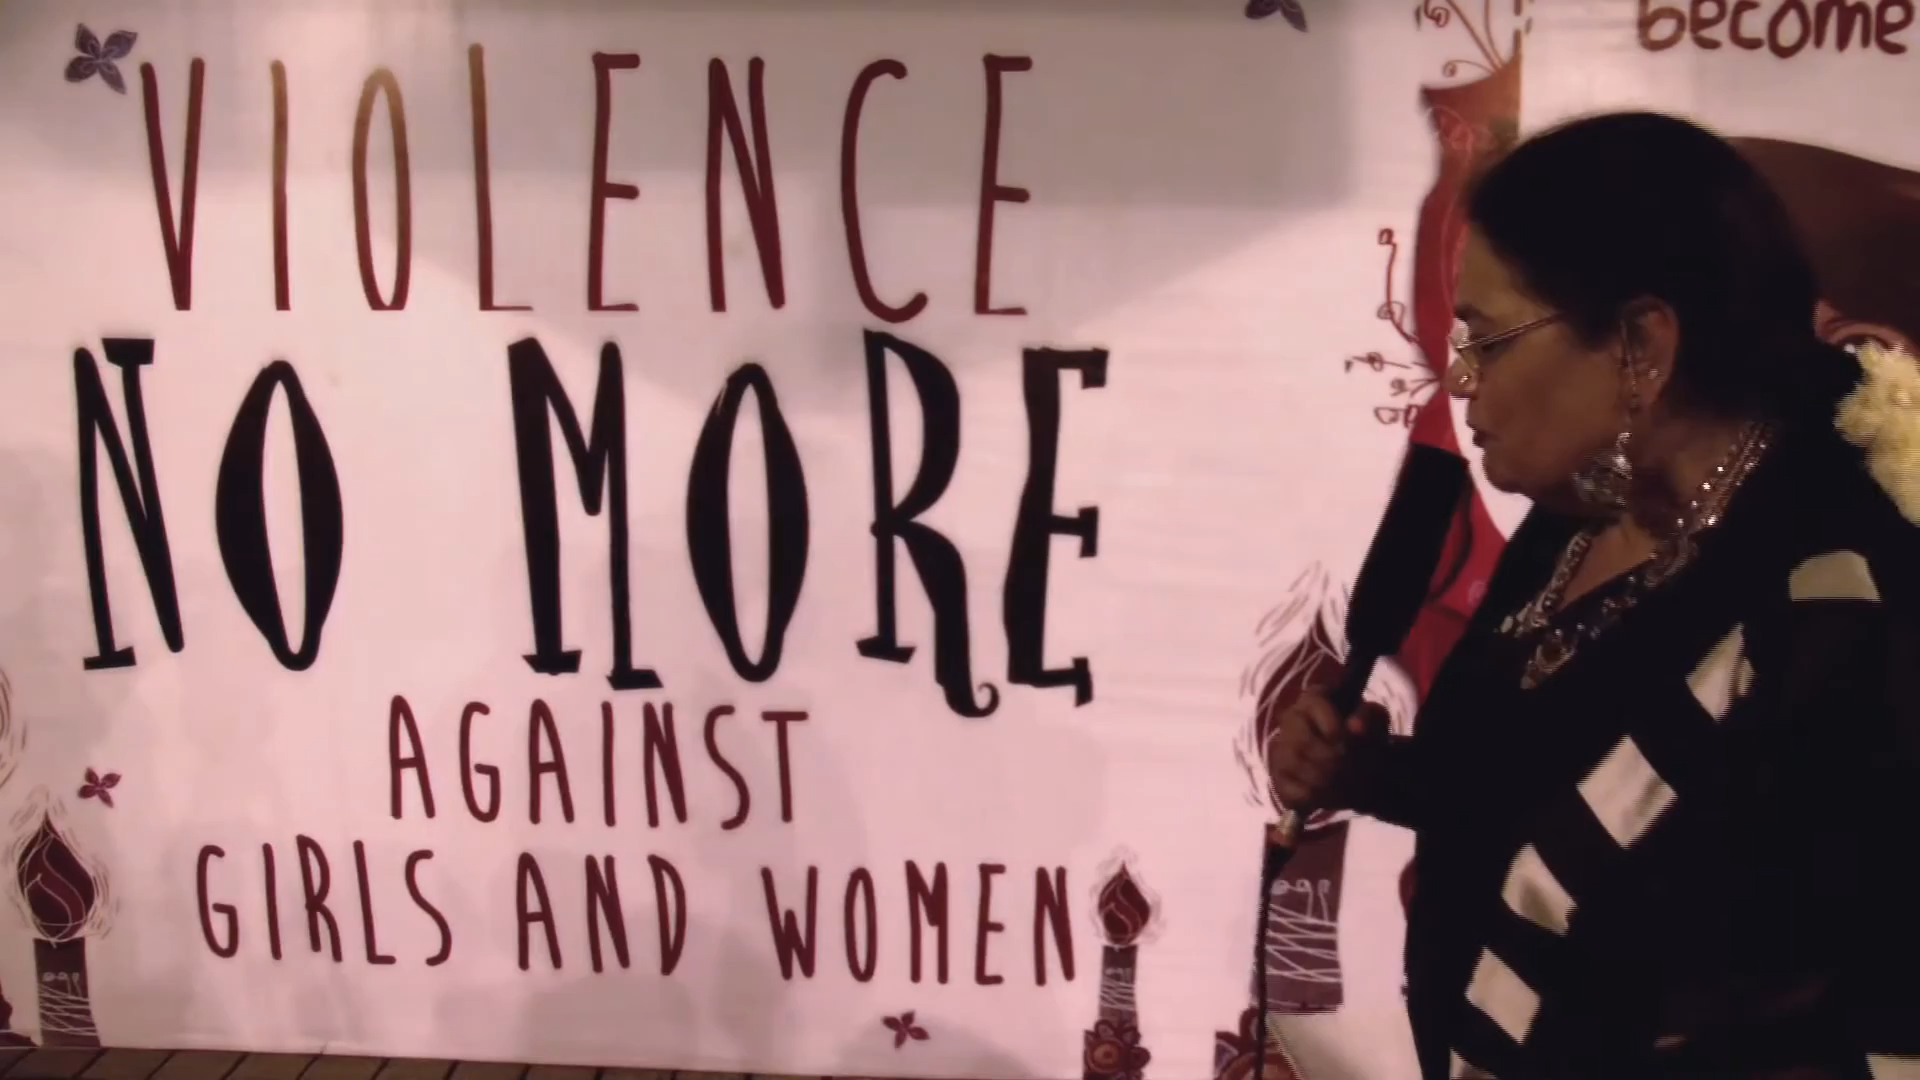 VIOLENCE
NO MORE
AGAINST
GIRLS AND WOMEN
become